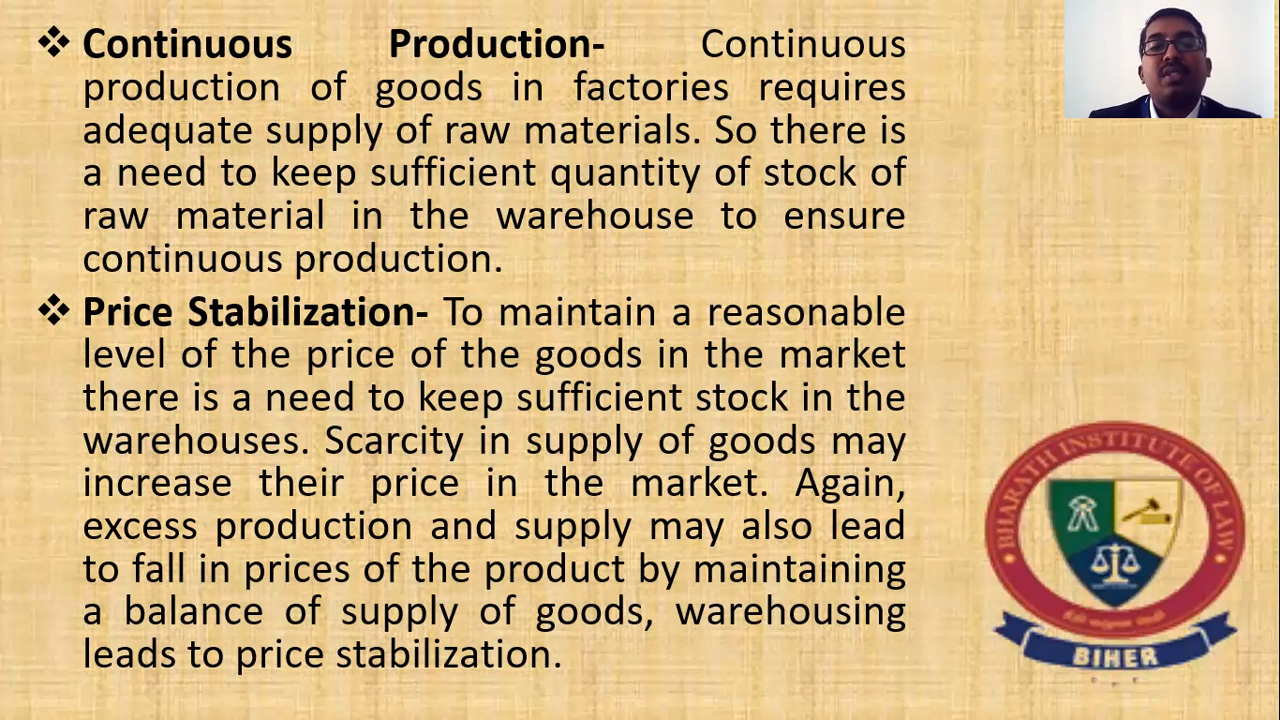 ❖ Continuous Production- Continuous
production of goods in factories requires
adequate supply of raw materials. So there is
a need to keep sufficient quantity of stock of
raw material in the warehouse to ensure
continuous production.
❖ Price Stabilization- To maintain a reasonable
level of the price of the goods in the market
there is a need to keep sufficient stock in the
warehouses. Scarcity in supply of goods may
increase their price in the market. Again,
excess production and supply may also lead
to fall in prices of the product by maintaining
a balance of supply of goods, warehousing
leads to price stabilization.
BHARATH INSTITUTE OF LAW
BIHER